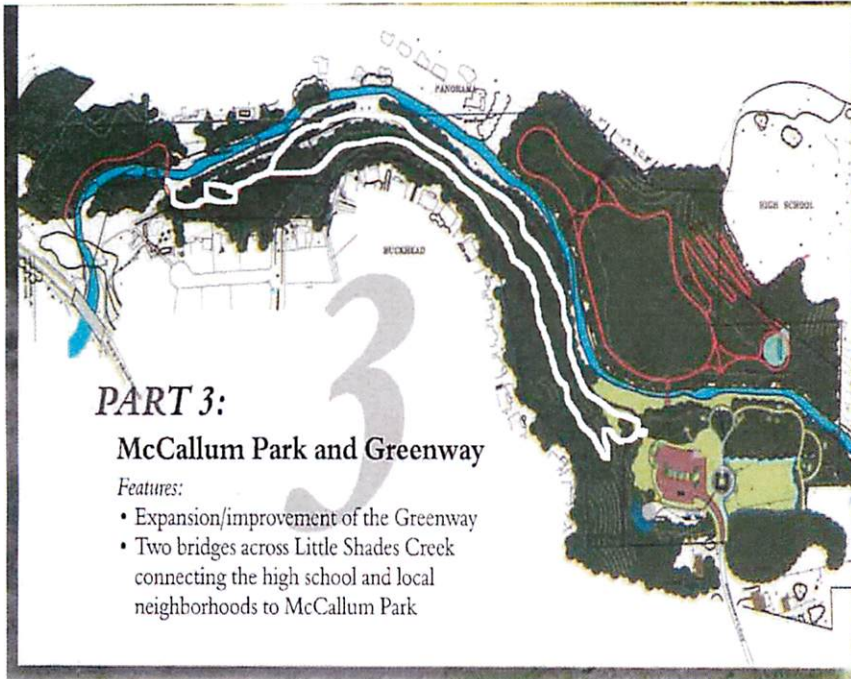 PANORAMA
HIGH SCHOOL
BUCKHEAD
3
PART 3:
McCallum Park and Greenway
Features:
• Expansion/improvement of the Greenway
• Two bridges across Little Shades Creek
connecting the high school and local
neighborhoods to McCallum Park